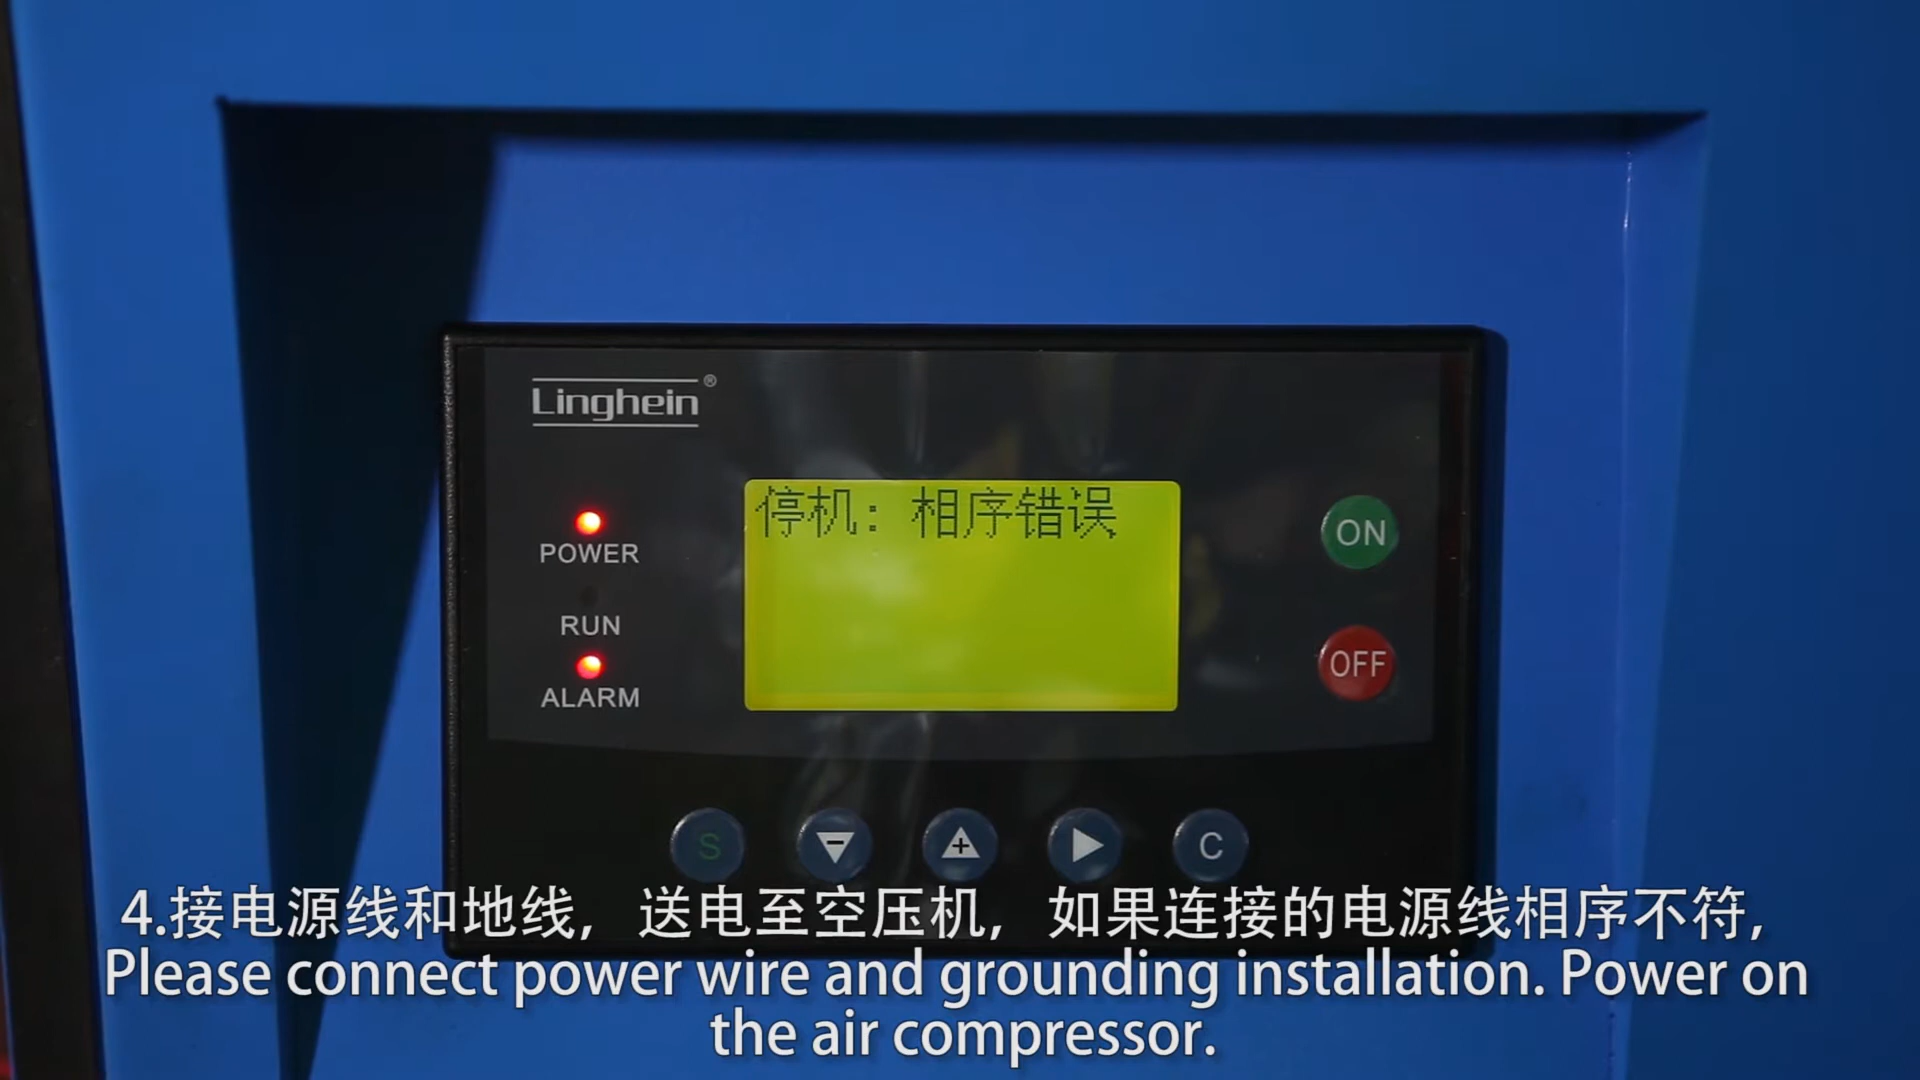 Linghein®
停机：相序错误
POWER
RUN
ALARM
ON
OFF
S
−
+
C
4.接电源线和地线，送电至空压机，如果连接的电源线相序不符，
Please connect power wire and grounding installation. Power on
the air compressor.